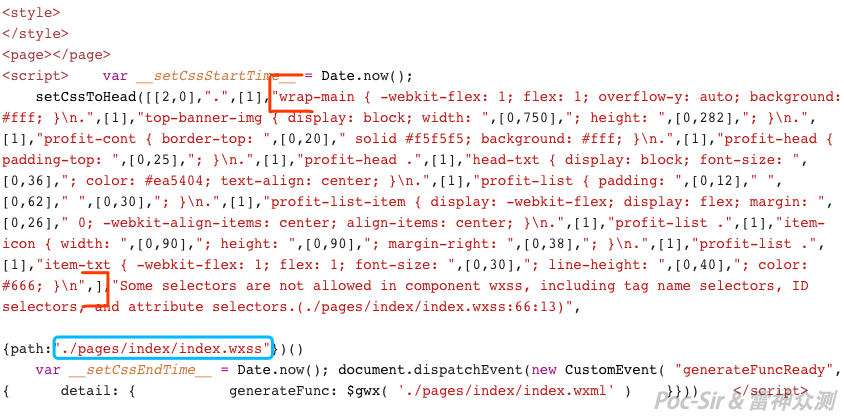 <style>
</style>
<page></page>
<script>    var __setCssStartTime__ = Date.now();
    setCssToHead([[2,0],".",[1],"wrap-main { -webkit-flex: 1; flex: 1; overflow-y: auto; background:
#fff; }\n.",[1],"top-banner-img { display: block; width: ",[0,750],"; height: ",[0,282],"; }\n.",
[1],"profit-cont { border-top: ",[0,20]," solid #f5f5f5; background: #fff; }\n.",[1],"profit-head {
padding-top: ",[0,25],"; }\n.",[1],"profit-head .",[1],"head-txt { display: block; font-size: ",
[0,36],"; color: #ea5404; text-align: center; }\n.",[1],"profit-list { padding: ",[0,12]," ",
[0,62]," ",[0,30],"; }\n.",[1],"profit-list-item { display: -webkit-flex; display: flex; margin: ",
[0,26]," 0; -webkit-align-items: center; align-items: center; }\n.",[1],"profit-list .",[1],"item-
icon { width: ",[0,90],"; height: ",[0,90],"; margin-right: ",[0,38],"; }\n.",[1],"profit-list .",
[1],"item-txt { -webkit-flex: 1; flex: 1; font-size: ",[0,30],"; line-height: ",[0,40],"; color:
#666; }\n",],"Some selectors are not allowed in component wxss, including tag name selectors, ID
selectors, and attribute selectors.(./pages/index/index.wxss:66:13)",
{path:"./pages/index/index.wxss"})()
    var __setCssEndTime__ = Date.now(); document.dispatchEvent(new CustomEvent( "generateFuncReady",
{     detail: {           generateFunc: $gwx( './pages/index/index.wxml' )    }}))    </script>
Poc-Sir & 雷神众测